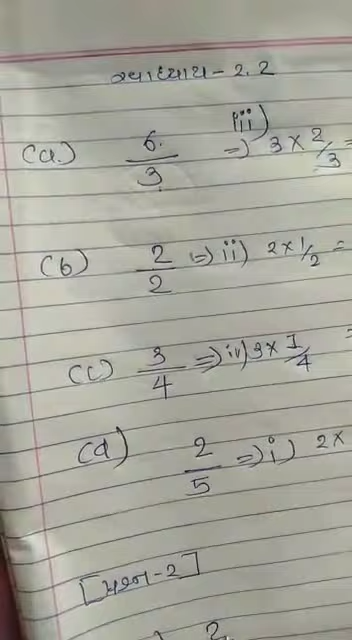 સ્વાધ્યાય - 2.2
(a.) 6/3 => iii) 3 × 2/3 =
(b) 2/2 => ii) 2 × 1/2 =
(c) 3/4 => iv) 3 × 1/4 =
(d) 2/5 => i) 2 ×
[પ્રશ્ન-2]